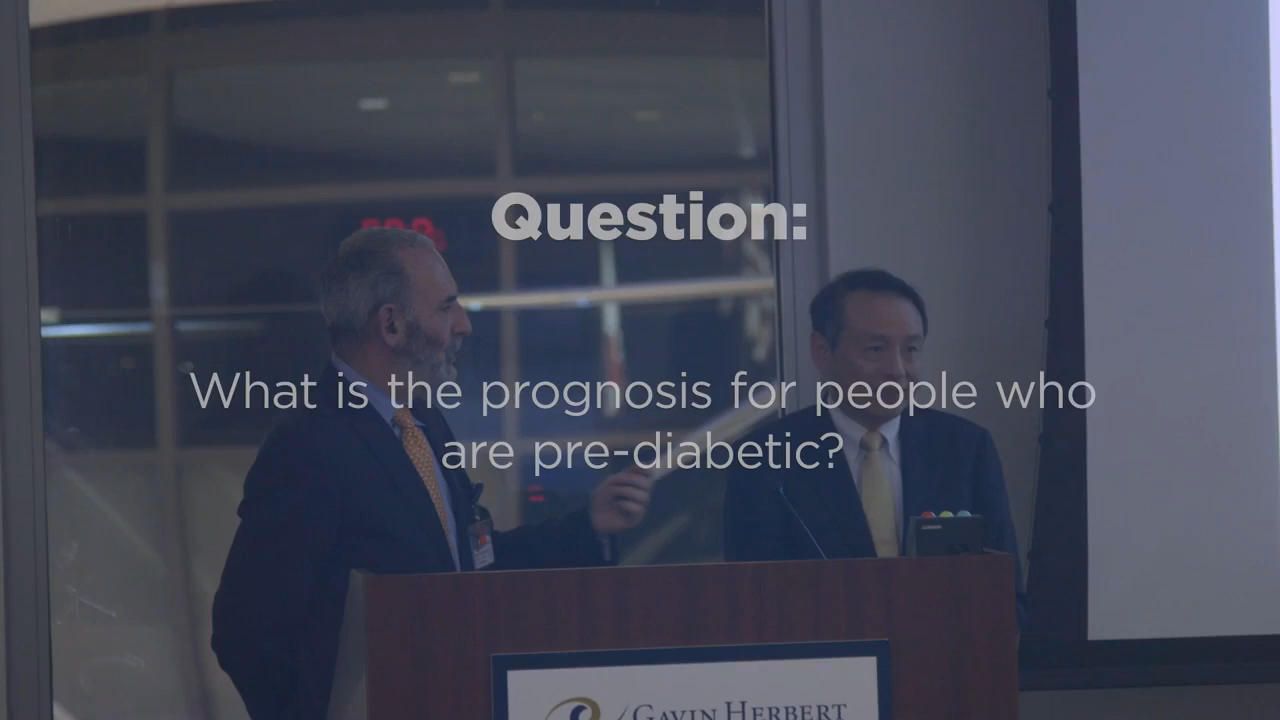 Question:
What is the prognosis for people who
are pre-diabetic?
GAVIN HERBERT